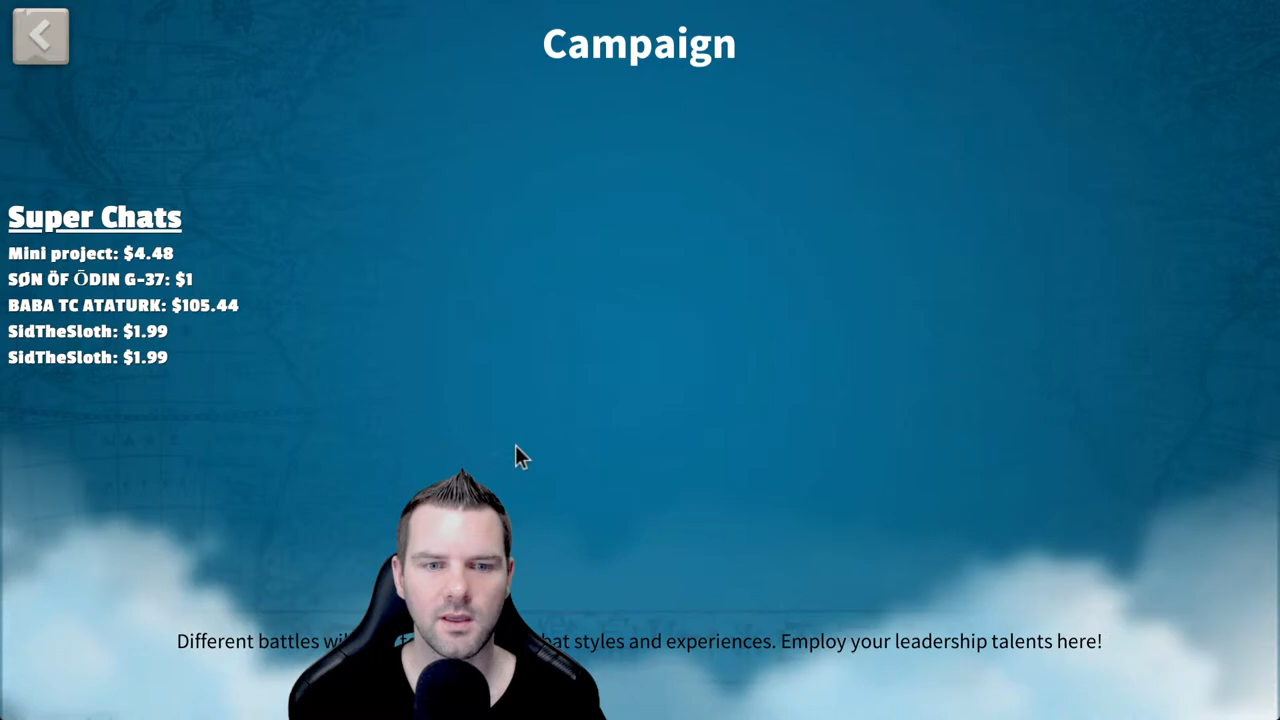 Campaign
Super Chats
Mini project: $4.48
SØN ÖF ŌDIN G-37: $1
BABA TC ATATURK: $105.44
SidTheSloth: $1.99
SidTheSloth: $1.99
Different battles hat styles and experiences. Employ your leadership talents here!